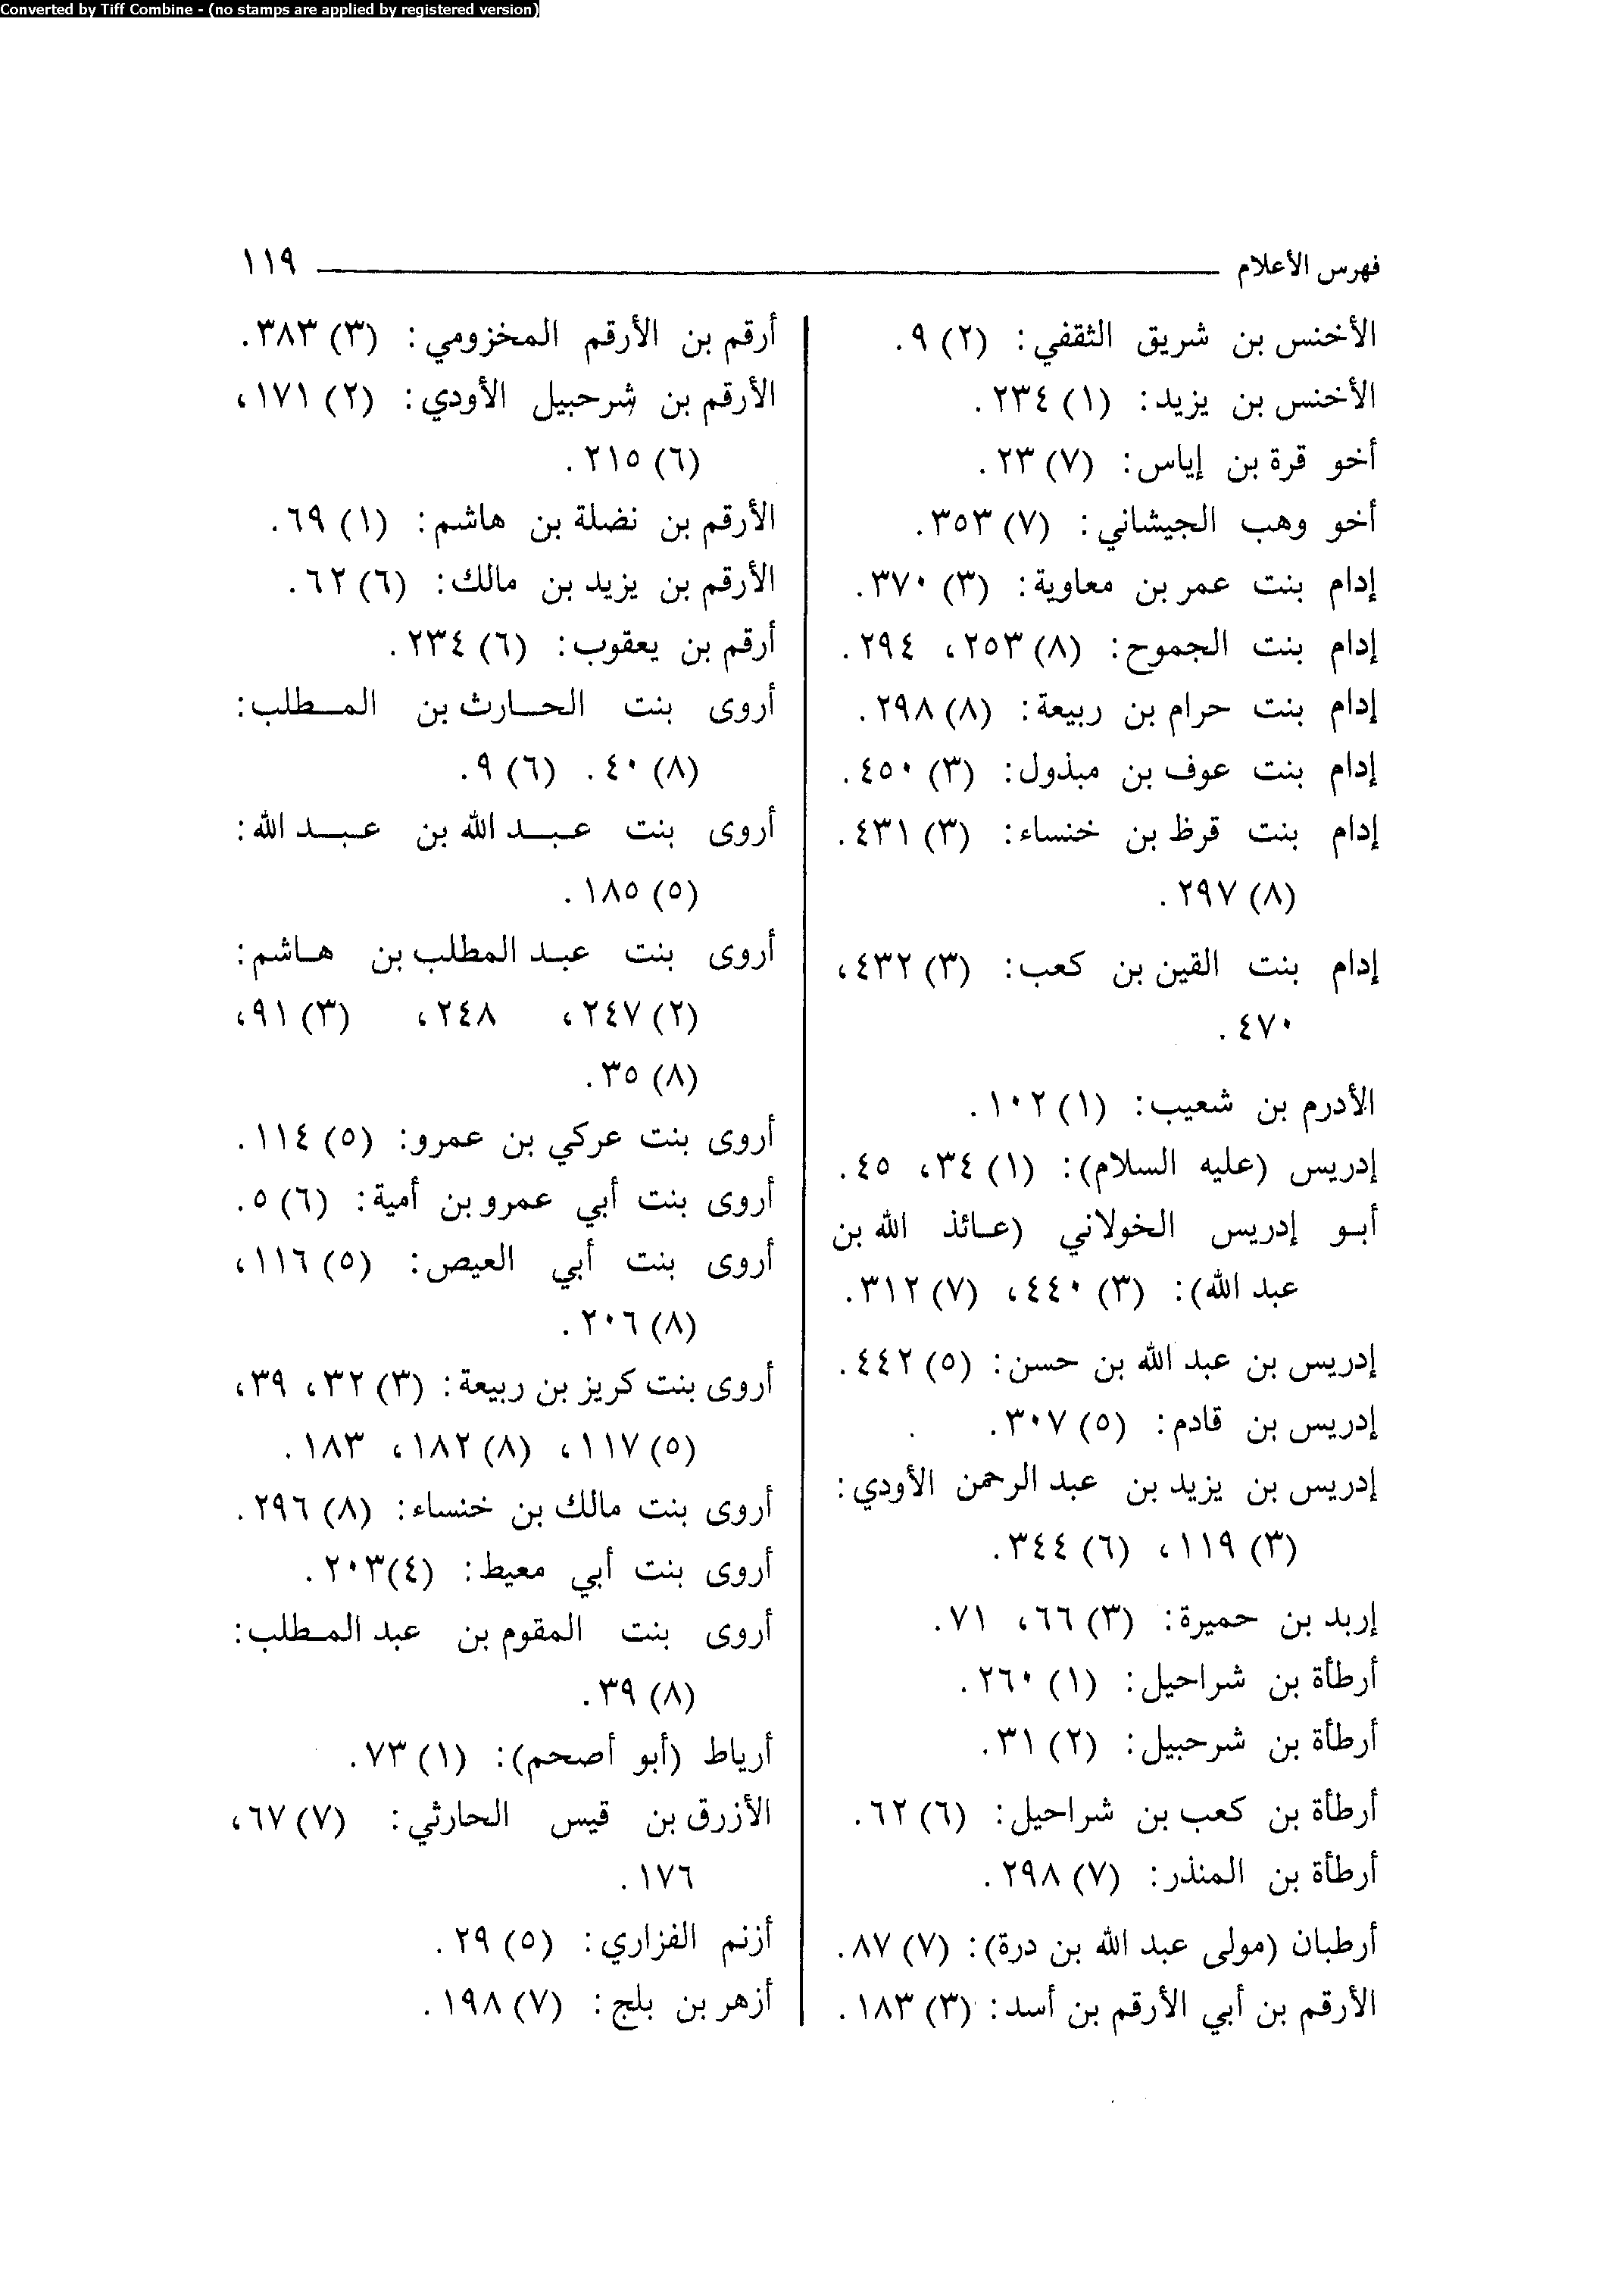 Converted by Tiff Combine - (no stamps are applied by registered version)
فهرس الأعلام ١١٩
الأخنس بن شريق الثقفي: (٢) ٩.
الأخنس بن يزيد: (١) ٢٣٤.
أخو قرة بن إياس: (٧) ٢٣.
أخو وهب الجيشاني: (٧) ٣٥٣.
إدام بنت عمر بن معاوية: (٣) ٣٧٠.
إدام بنت الجموح: (٨) ٢٥٣، ٢٩٤.
إدام بنت حرام بن ربيعة: (٨) ٢٩٨.
إدام بنت عوف بن مبذول: (٣) ٤٥٠.
إدام بنت قرظ بن خنساء: (٣) ٤٣١.
(٨) ٢٩٧.
إدام بنت القين بن كعب: (٣) ٤٣٢،
٤٧٠.
الأدرم بن شعيب: (١) ١٠٢.
إدريس (عليه السلام): (١) ٣٤، ٤٥.
أبو إدريس الخولاني (عائذ الله بن
عبد الله): (٣) ٤٤٠، (٧) ٣١٢.
إدريس بن عبد الله بن حسن: (٥) ٤٤٢.
إدريس بن قادم: (٥) ٣٠٧.
إدريس بن يزيد بن عبد الرحمن الأودي:
(٣) ١١٩، (٦) ٣٤٤.
إربد بن حميرة: (٣) ٦٦، ٧١.
أرطأة بن شراحيل: (١) ٢٦٠.
أرطأة بن شرحبيل: (٢) ٣١.
أرطأة بن كعب بن شراحيل: (٦) ٦٢.
أرطأة بن المنذر: (٧) ٢٩٨.
أرطبان (مولى عبد الله بن درة): (٧) ٨٧.
الأرقم بن أبي الأرقم بن أسد: (٣) ١٨٣.
أرقم بن الأرقم المخزومي: (٣) ٣٨٣.
الأرقم بن شرحبيل الأودي: (٢) ١٧١،
(٦) ٢١٥.
الأرقم بن نضلة بن هاشم: (١) ٦٩.
الأرقم بن يزيد بن مالك: (٦) ٦٢.
أرقم بن يعقوب: (٦) ٢٣٤.
أروى بنت الحارث بن المطلب:
(٨) ٤٠. (٦) ٩.
أروى بنت عبد الله بن عبد الله:
(٥) ١٨٥.
أروى بنت عبد المطلب بن هاشم:
(٢) ٢٤٧، ٢٤٨، (٣) ٩١،
(٨) ٣٥.
أروى بنت عركي بن عمرو: (٥) ١١٤.
أروى بنت أبي عمرو بن أمية: (٦) ٥.
أروى بنت أبي العيص: (٥) ١١٦،
(٨) ٢٠٦.
أروى بنت كريز بن ربيعة: (٣) ٣٢، ٣٩،
(٥) ١١٧، (٨) ١٨٢، ١٨٣.
أروى بنت مالك بن خنساء: (٨) ٢٩٦.
أروى بنت أبي معيط: (٤) ٢٠٣.
أروى بنت المقوم بن عبد المطلب:
(٨) ٣٩.
أرياط (أبو أصحم): (١) ٧٣.
الأزرق بن قيس الحارثي: (٧) ٦٧،
١٧٦.
أزنم الفزاري: (٥) ٢٩.
أزهر بن بلج: (٧) ١٩٨.